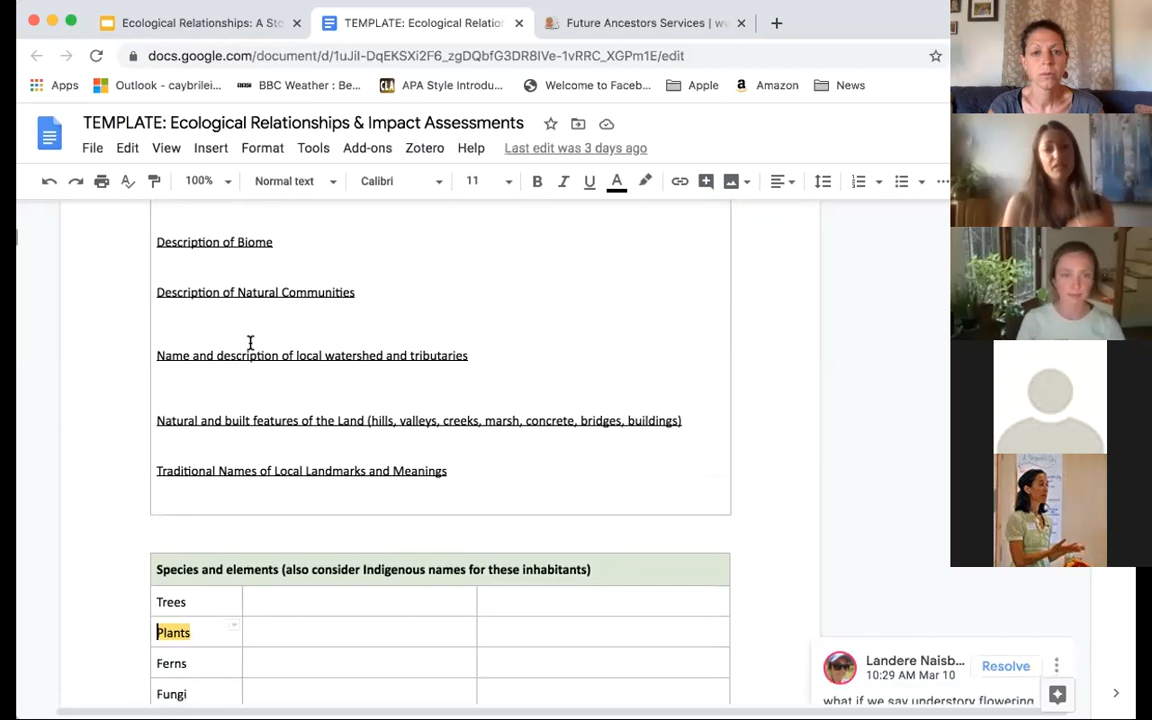 Ecological Relationships: A Sto
TEMPLATE: Ecological Relatio
Future Ancestors Services | w
docs.google.com/document/d/1uJiI-DqEKSXi2F6_zgDQbfG3DR8IVe-1vRRC_XGPm1E/edit
Apps
Outlook - caybrilei...
BBC Weather : Be...
CLA
APA Style Introdu...
Welcome to Faceb...
Apple
Amazon
News
TEMPLATE: Ecological Relationships & Impact Assessments
File Edit View Insert Format Tools Add-ons Zotero Help Last edit was 3 days ago
100% Normal text Calibri 11 B I U A
Description of Biome
Description of Natural Communities
Name and description of local watershed and tributaries
Natural and built features of the Land (hills, valleys, creeks, marsh, concrete, bridges, buildings)
Traditional Names of Local Landmarks and Meanings
Species and elements (also consider Indigenous names for these inhabitants)
Trees
Plants
Ferns
Fungi
Landere Naisb...
Resolve
10:29 AM Mar 10
what if we say understory flowering